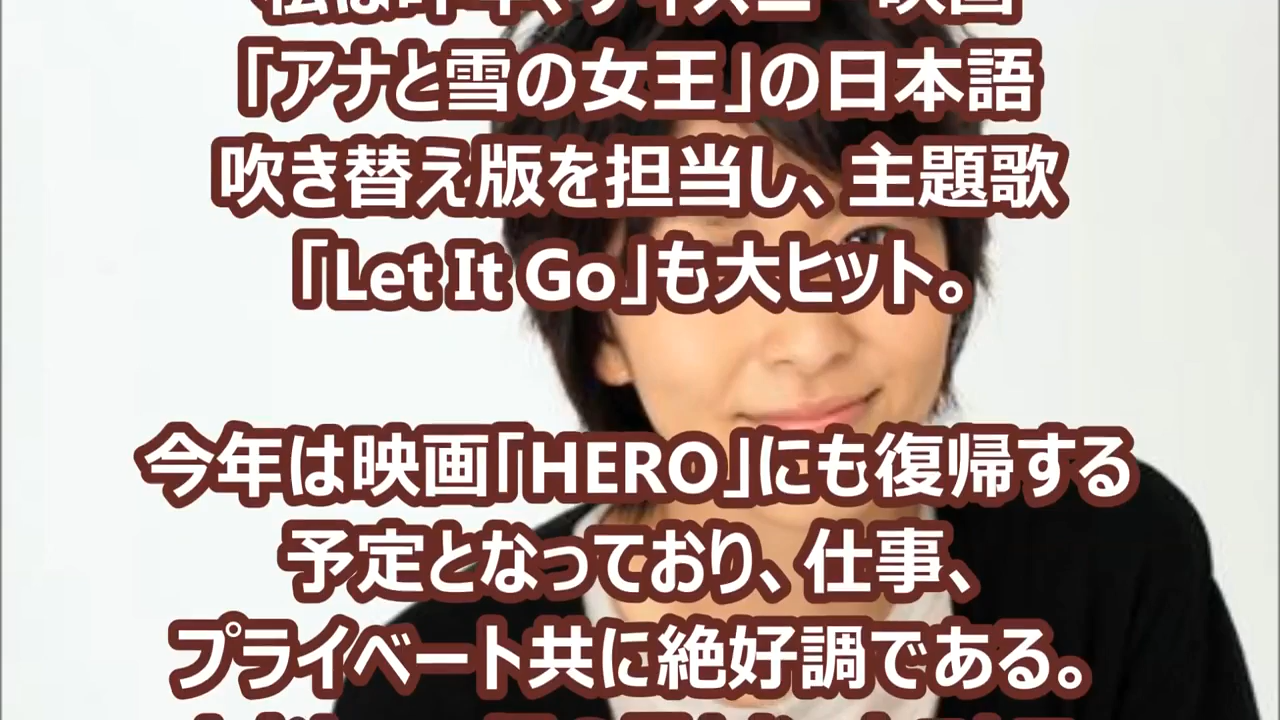 「アナと雪の女王」の日本語
吹き替え版を担当し、主題歌
「Let It Go」も大ヒット。
今年は映画「HERO」にも復帰する
予定となっており、仕事、
プライベート共に絶好調である。